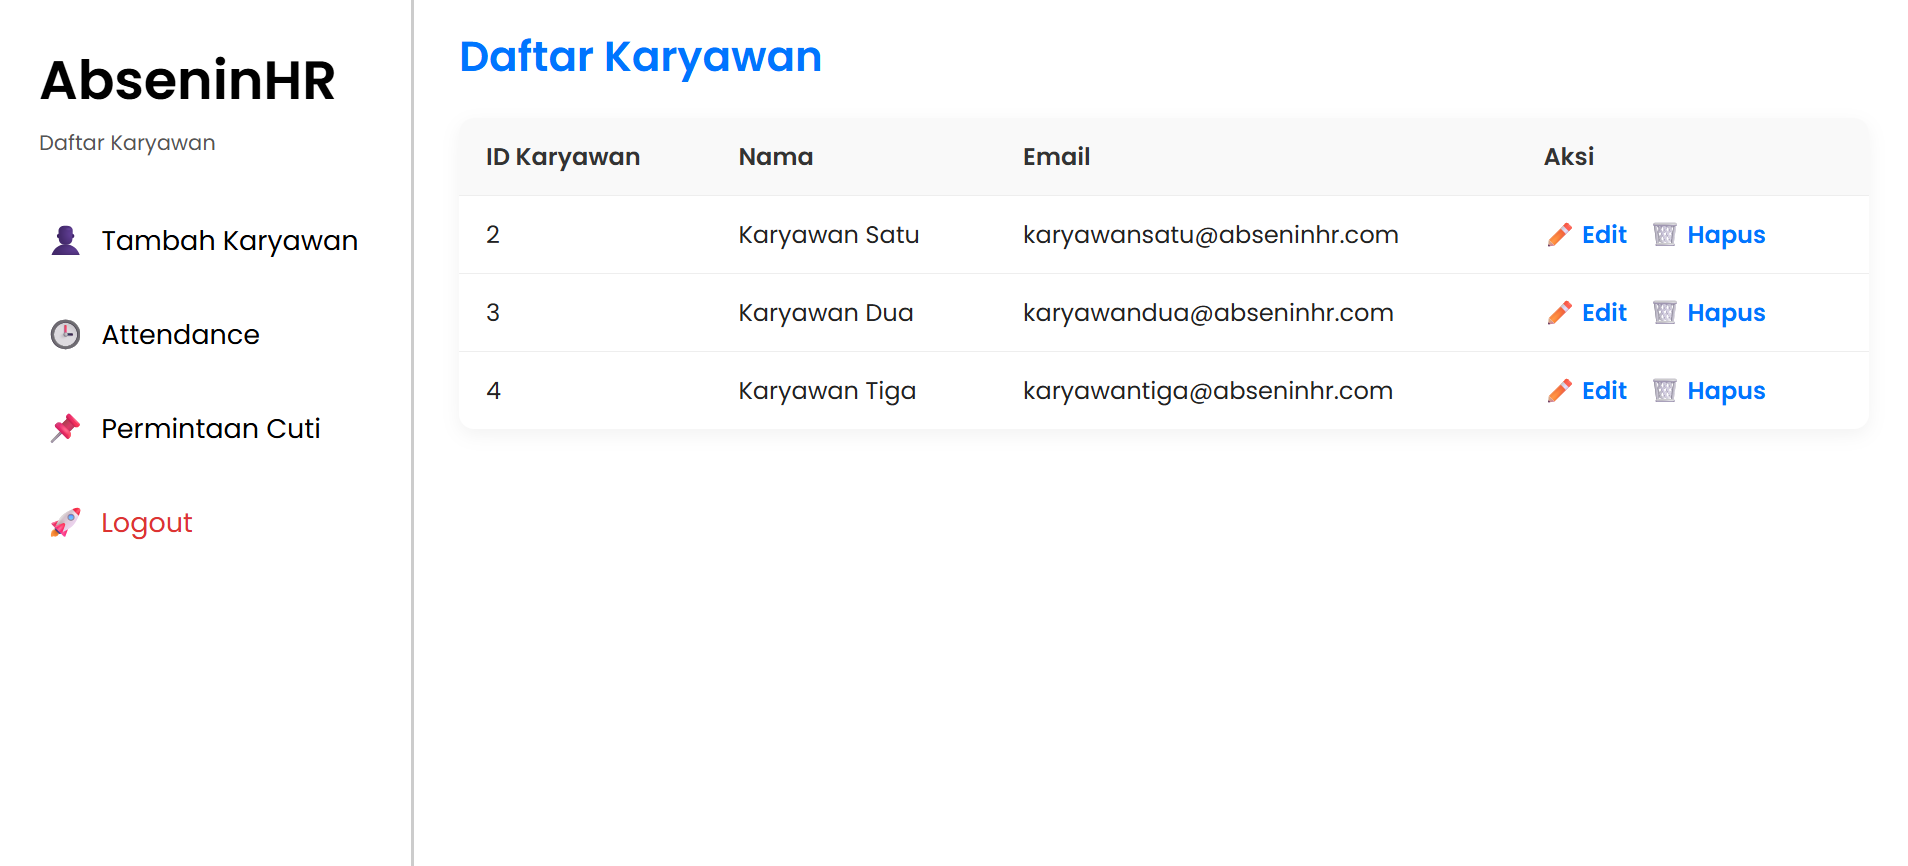 AbseninHR
Daftar Karyawan
Tambah Karyawan
Attendance
Permintaan Cuti
Logout
Daftar Karyawan
ID Karyawan Nama Email Aksi
2 Karyawan Satu karyawansatu@abseninhr.com Edit Hapus
3 Karyawan Dua karyawandua@abseninhr.com Edit Hapus
4 Karyawan Tiga karyawantiga@abseninhr.com Edit Hapus